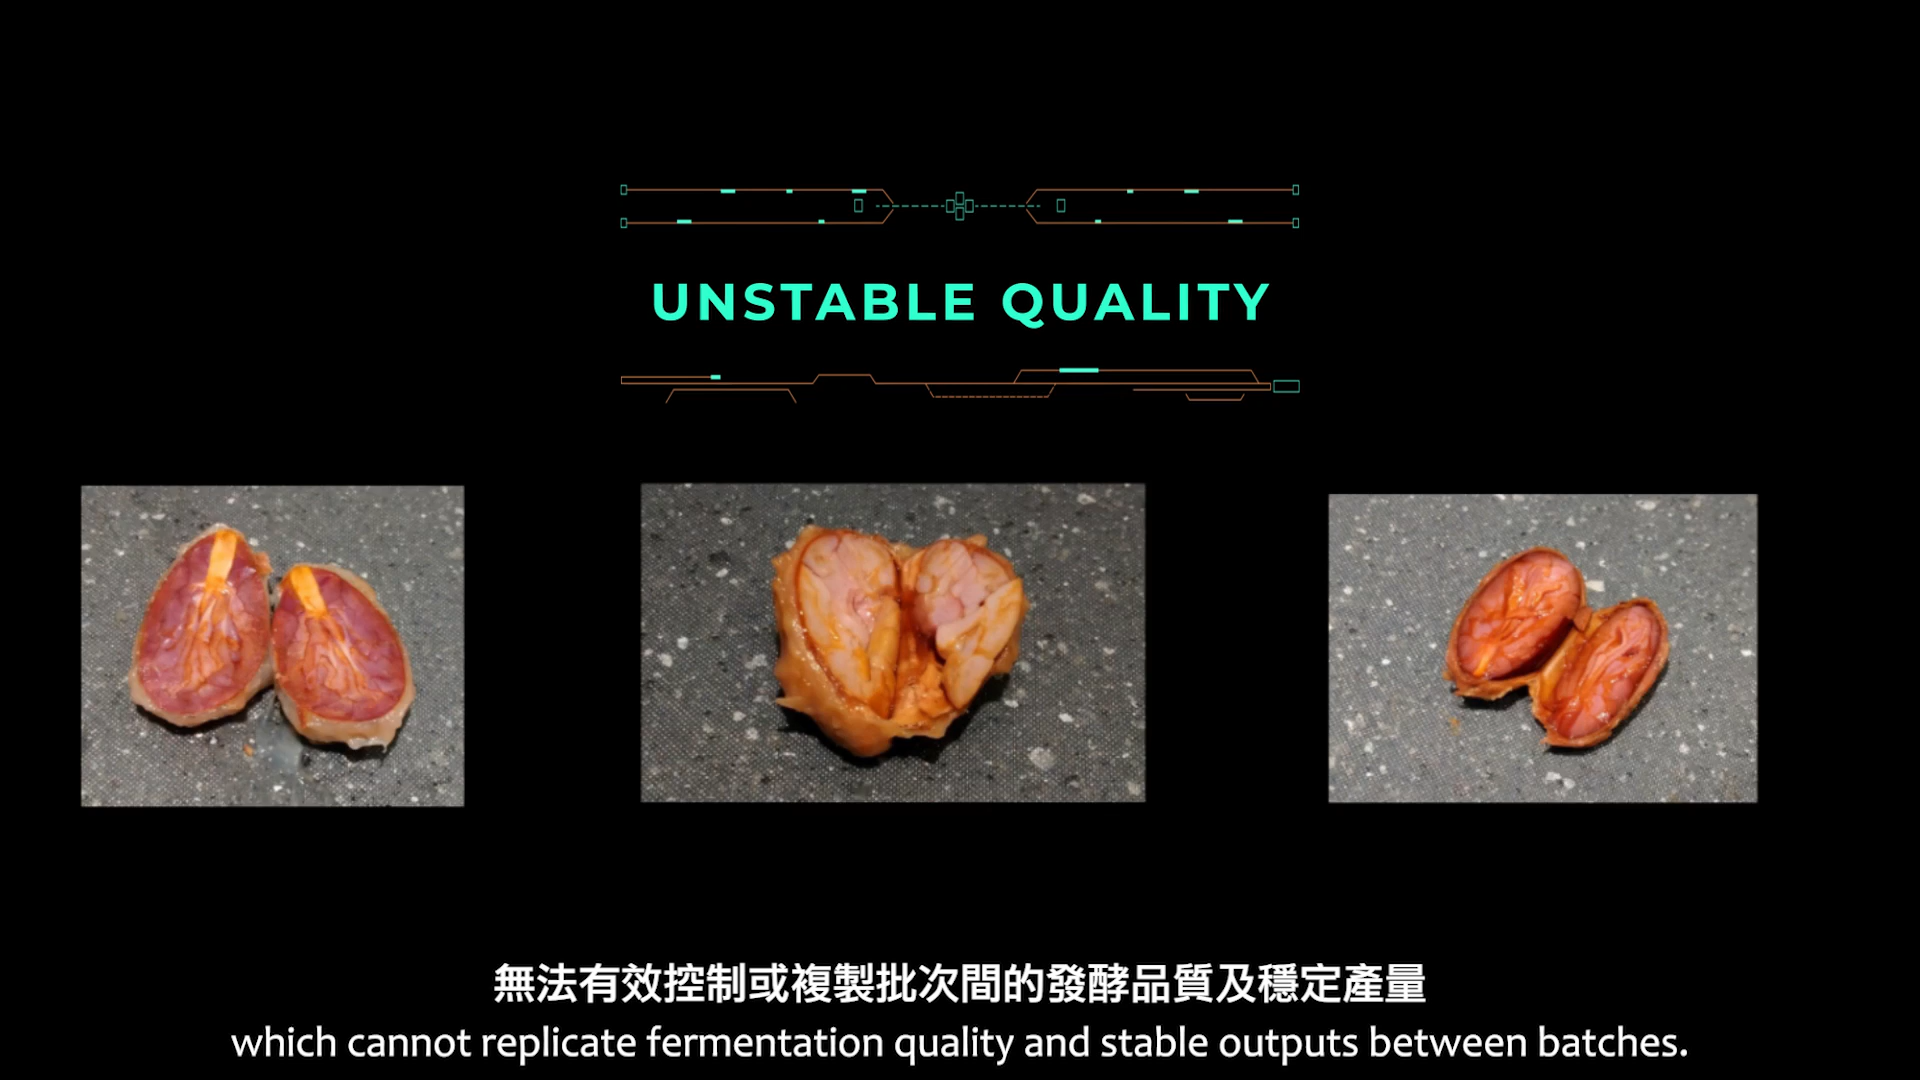 UNSTABLE QUALITY
無法有效控制或複製批次間的發酵品質及穩定產量
which cannot replicate fermentation quality and stable outputs between batches.